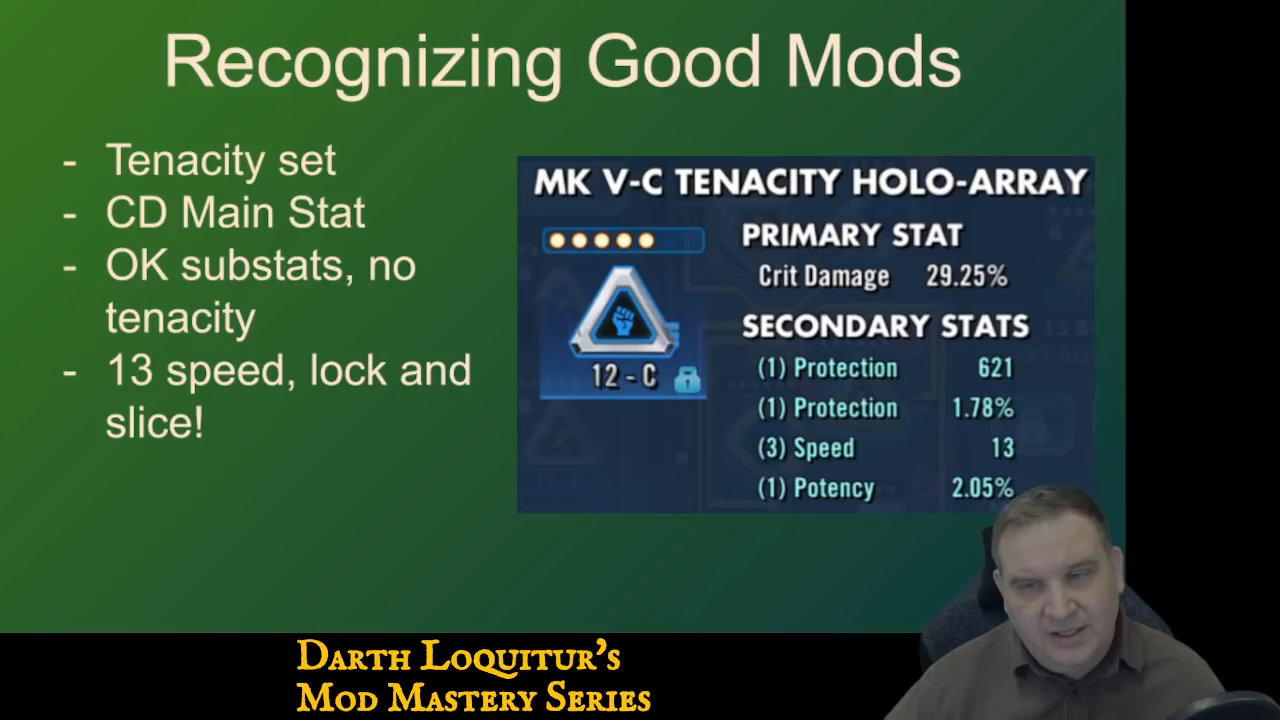 Recognizing Good Mods
- Tenacity set
- CD Main Stat
- OK substats, no
tenacity
- 13 speed, lock and
slice!
MK V-C TENACITY HOLO-ARRAY
PRIMARY STAT
Crit Damage 29.25%
SECONDARY STATS
(1) Protection 621
(1) Protection 1.78%
(3) Speed 13
(1) Potency 2.05%
12 - C
Darth Loquitur's
Mod Mastery Series